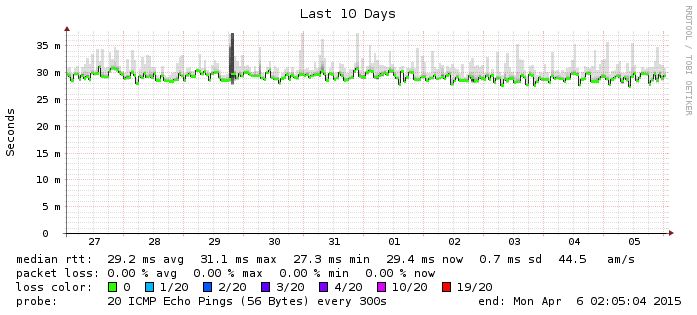 Last 10 Days
RRDTOOL / TOBI OETIKER
Seconds
35 m
30 m
25 m
20 m
15 m
10 m
5 m
0
27 28 29 30 31 01 02 03 04 05
median rtt: 29.2 ms avg 31.1 ms max 27.3 ms min 29.4 ms now 0.7 ms sd 44.5 am/s
packet loss: 0.00 % avg 0.00 % max 0.00 % min 0.00 % now
loss color: 0 1/20 2/20 3/20 4/20 10/20 19/20
probe: 20 ICMP Echo Pings (56 Bytes) every 300s end: Mon Apr 6 02:05:04 2015